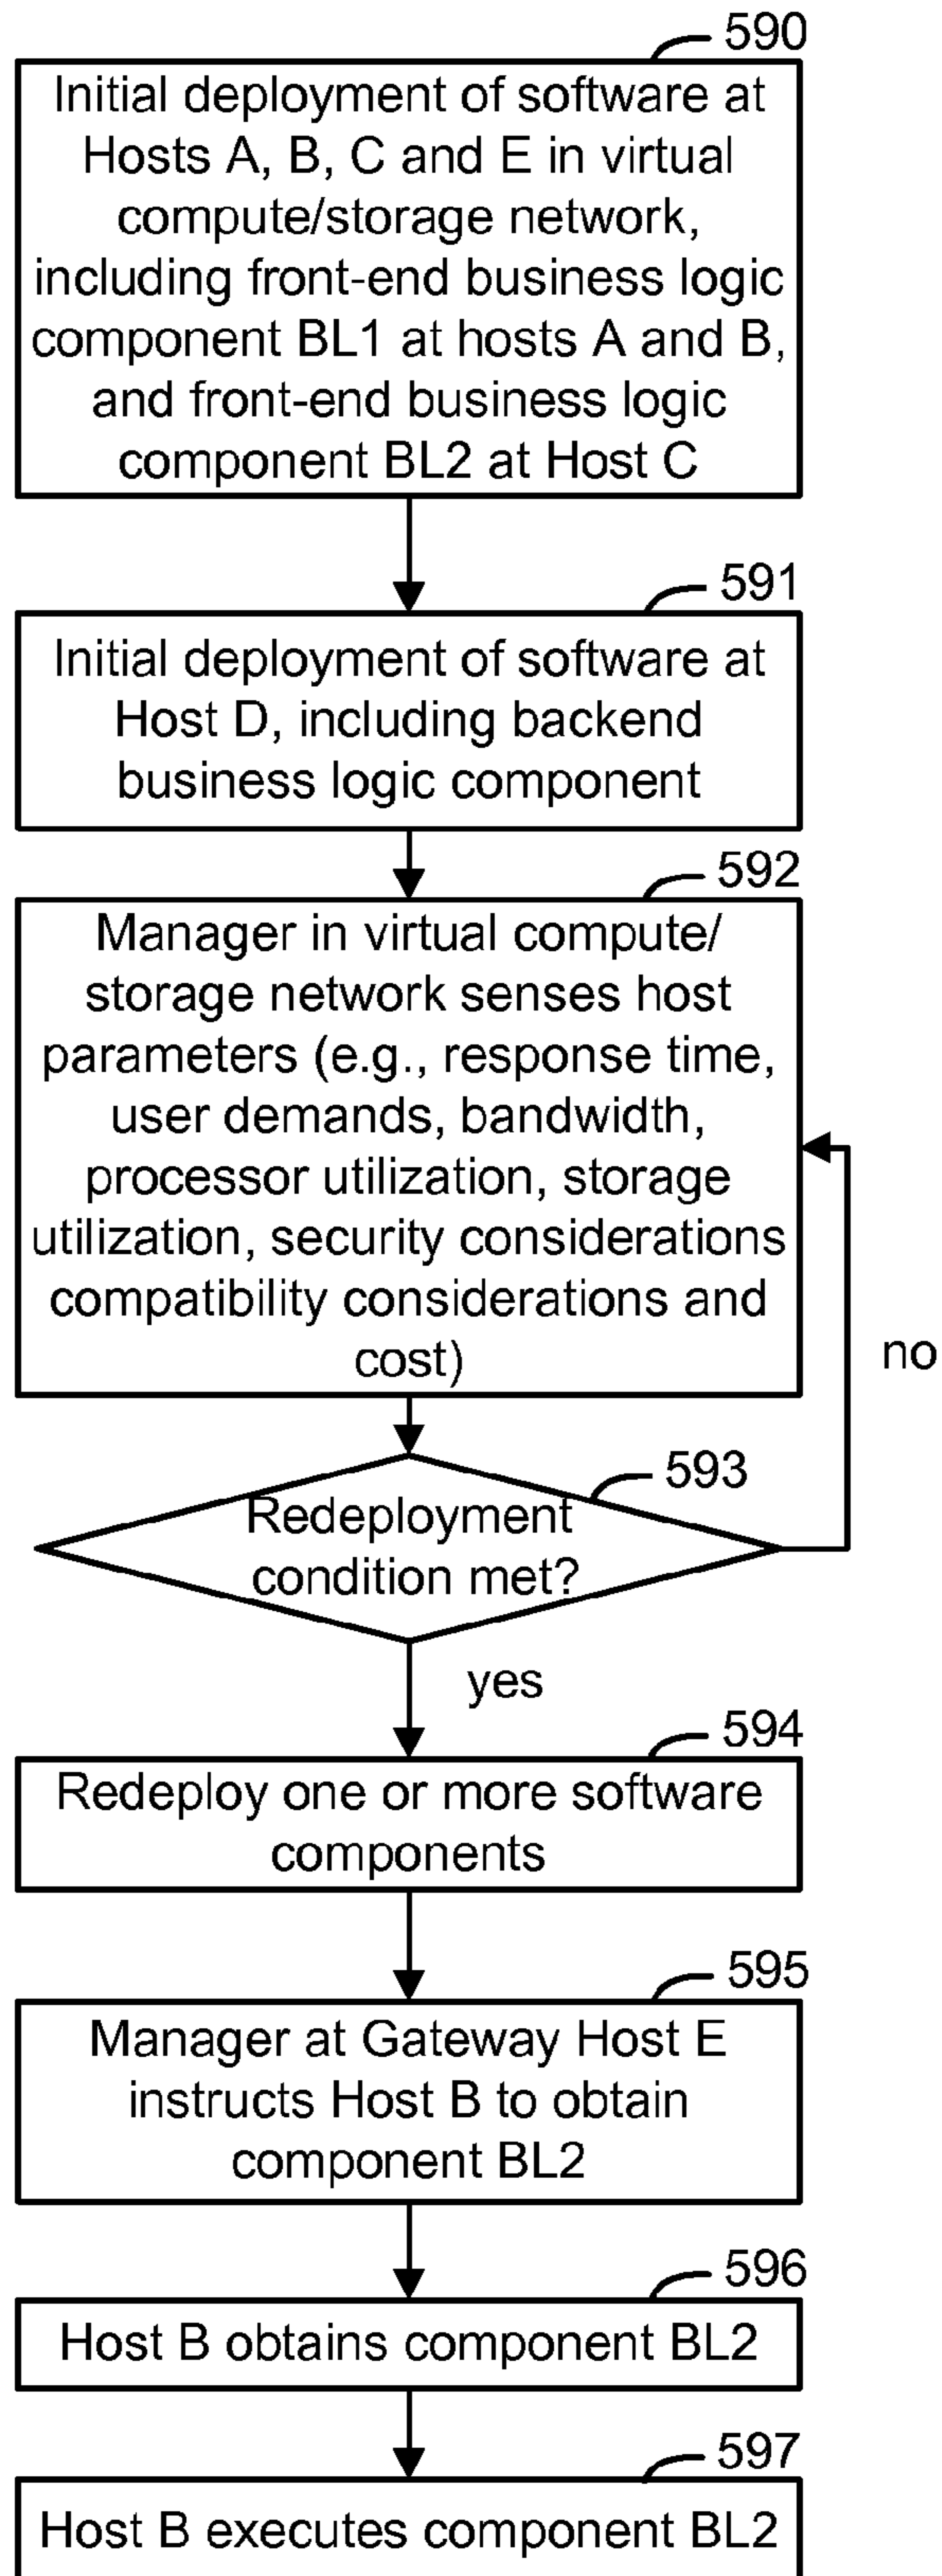 590
Initial deployment of software at
Hosts A, B, C and E in virtual
compute/storage network,
including front-end business logic
component BL1 at hosts A and B,
and front-end business logic
component BL2 at Host C
591
Initial deployment of software at
Host D, including backend
business logic component
592
Manager in virtual compute/
storage network senses host
parameters (e.g., response time,
user demands, bandwidth,
processor utilization, storage
utilization, security considerations
compatibility considerations and
cost)
no
593
Redeployment
condition met?
yes
594
Redeploy one or more software
components
595
Manager at Gateway Host E
instructs Host B to obtain
component BL2
596
Host B obtains component BL2
597
Host B executes component BL2